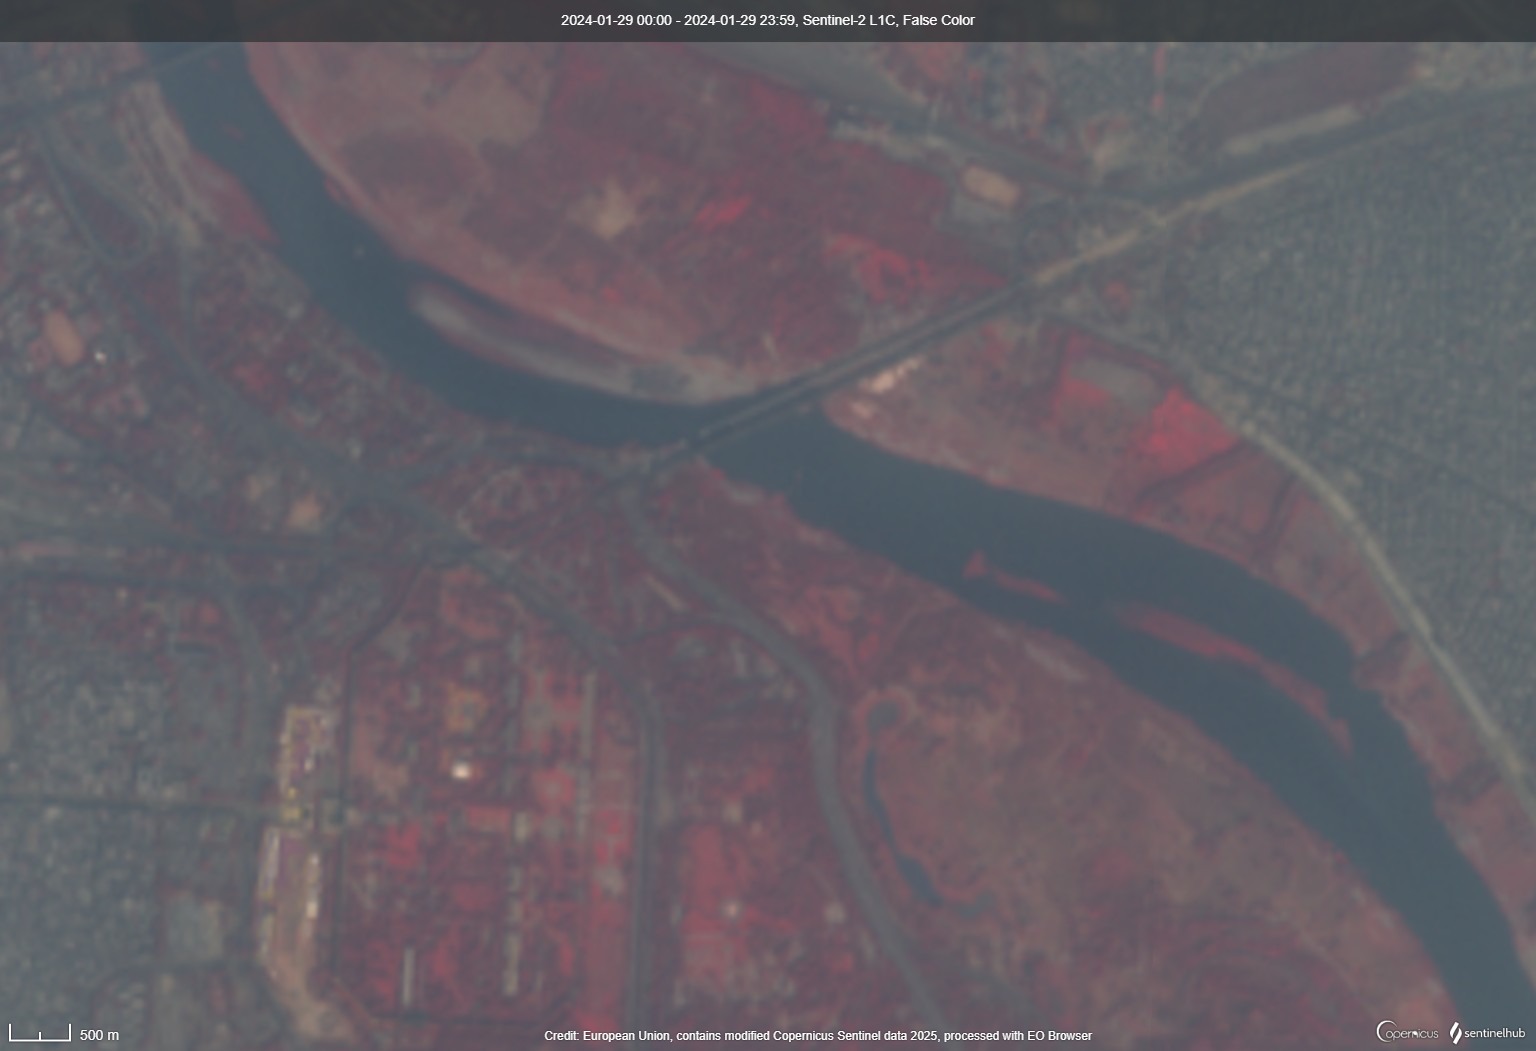 2024-01-29 00:00 - 2024-01-29 23:59, Sentinel-2 L1C, False Color
500 m
Credit: European Union, contains modified Copernicus Sentinel data 2025, processed with EO Browser
Copernicus
sentinelhub